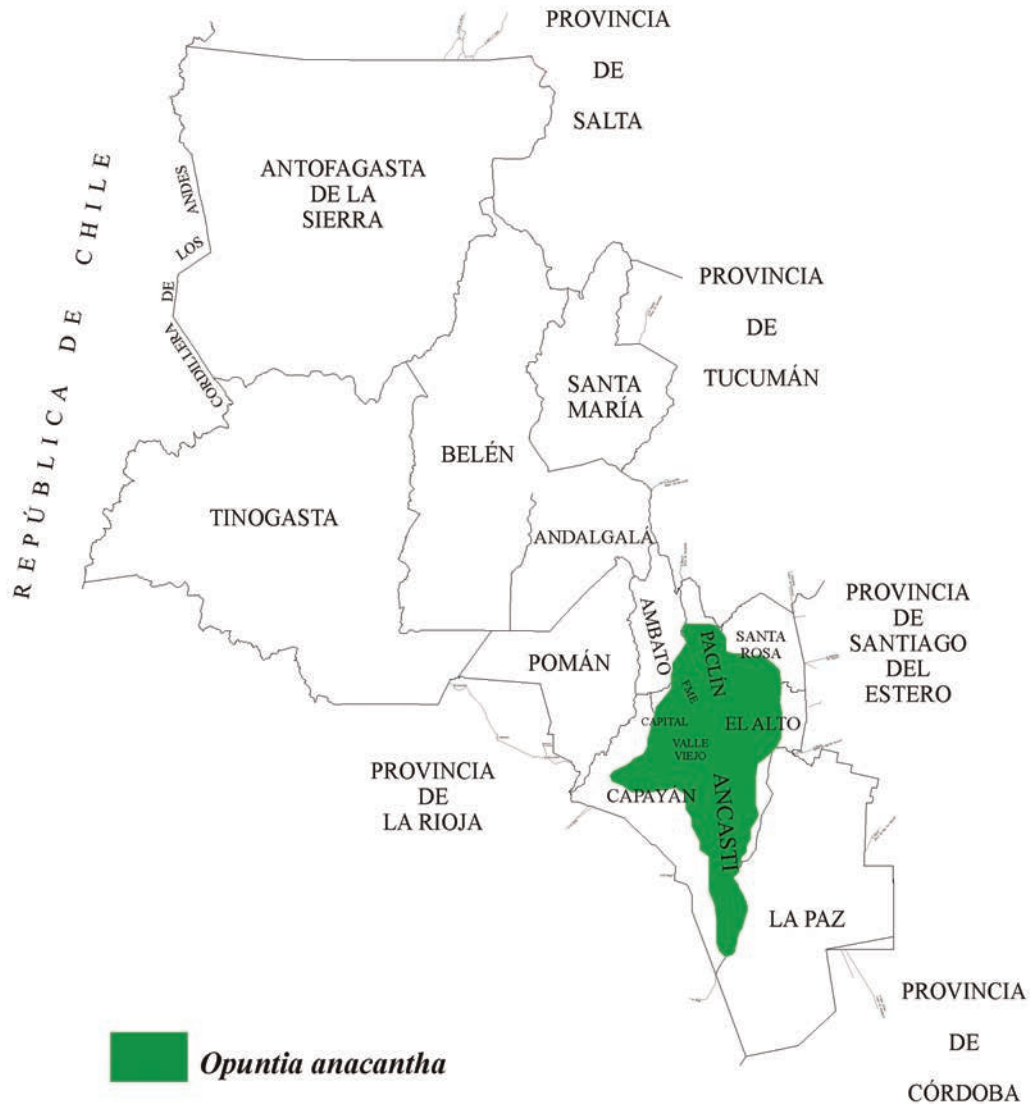 PROVINCIA
DE
SALTA
ANTOFAGASTA
DE LA
SIERRA
REPÚBLICA DE CHILE
CORDILLERA DE LOS ANDES
PROVINCIA
DE
TUCUMÁN
SANTA
MARÍA
BELÉN
TINOGASTA
ANDALGALÁ
AMBATO
PACLÍN
SANTA
ROSA
PROVINCIA
DE
SANTIAGO
DEL
ESTERO
POMÁN
FME
CAPITAL
EL ALTO
VALLE
VIEJO
PROVINCIA
DE
LA RIOJA
CAPAYÁN
ANCASTI
LA PAZ
PROVINCIA
DE
CÓRDOBA
Opuntia anacantha